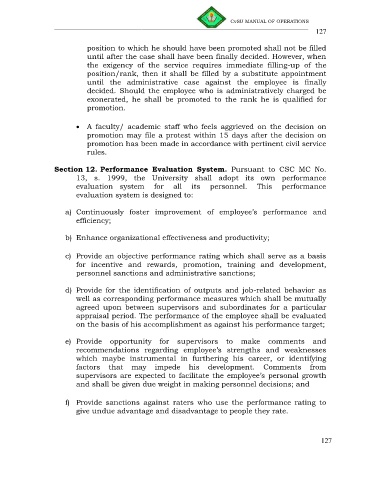 CvSU MANUAL OF OPERATIONS
127
position to which he should have been promoted shall not be filled
until after the case shall have been finally decided. However, when
the exigency of the service requires immediate filling-up of the
position/rank, then it shall be filled by a substitute appointment
until the administrative case against the employee is finally
decided. Should the employee who is administratively charged be
exonerated, he shall be promoted to the rank he is qualified for
promotion.
• A faculty/ academic staff who feels aggrieved on the decision on
promotion may file a protest within 15 days after the decision on
promotion has been made in accordance with pertinent civil service
rules.
Section 12. Performance Evaluation System. Pursuant to CSC MC No.
13, s. 1999, the University shall adopt its own performance
evaluation system for all its personnel. This performance
evaluation system is designed to:
a) Continuously foster improvement of employee's performance and
efficiency;
b) Enhance organizational effectiveness and productivity;
c) Provide an objective performance rating which shall serve as a basis
for incentive and rewards, promotion, training and development,
personnel sanctions and administrative sanctions;
d) Provide for the identification of outputs and job-related behavior as
well as corresponding performance measures which shall be mutually
agreed upon between supervisors and subordinates for a particular
appraisal period. The performance of the employee shall be evaluated
on the basis of his accomplishment as against his performance target;
e) Provide opportunity for supervisors to make comments and
recommendations regarding employee's strengths and weaknesses
which maybe instrumental in furthering his career, or identifying
factors that may impede his development. Comments from
supervisors are expected to facilitate the employee's personal growth
and shall be given due weight in making personnel decisions; and
f) Provide sanctions against raters who use the performance rating to
give undue advantage and disadvantage to people they rate.
127